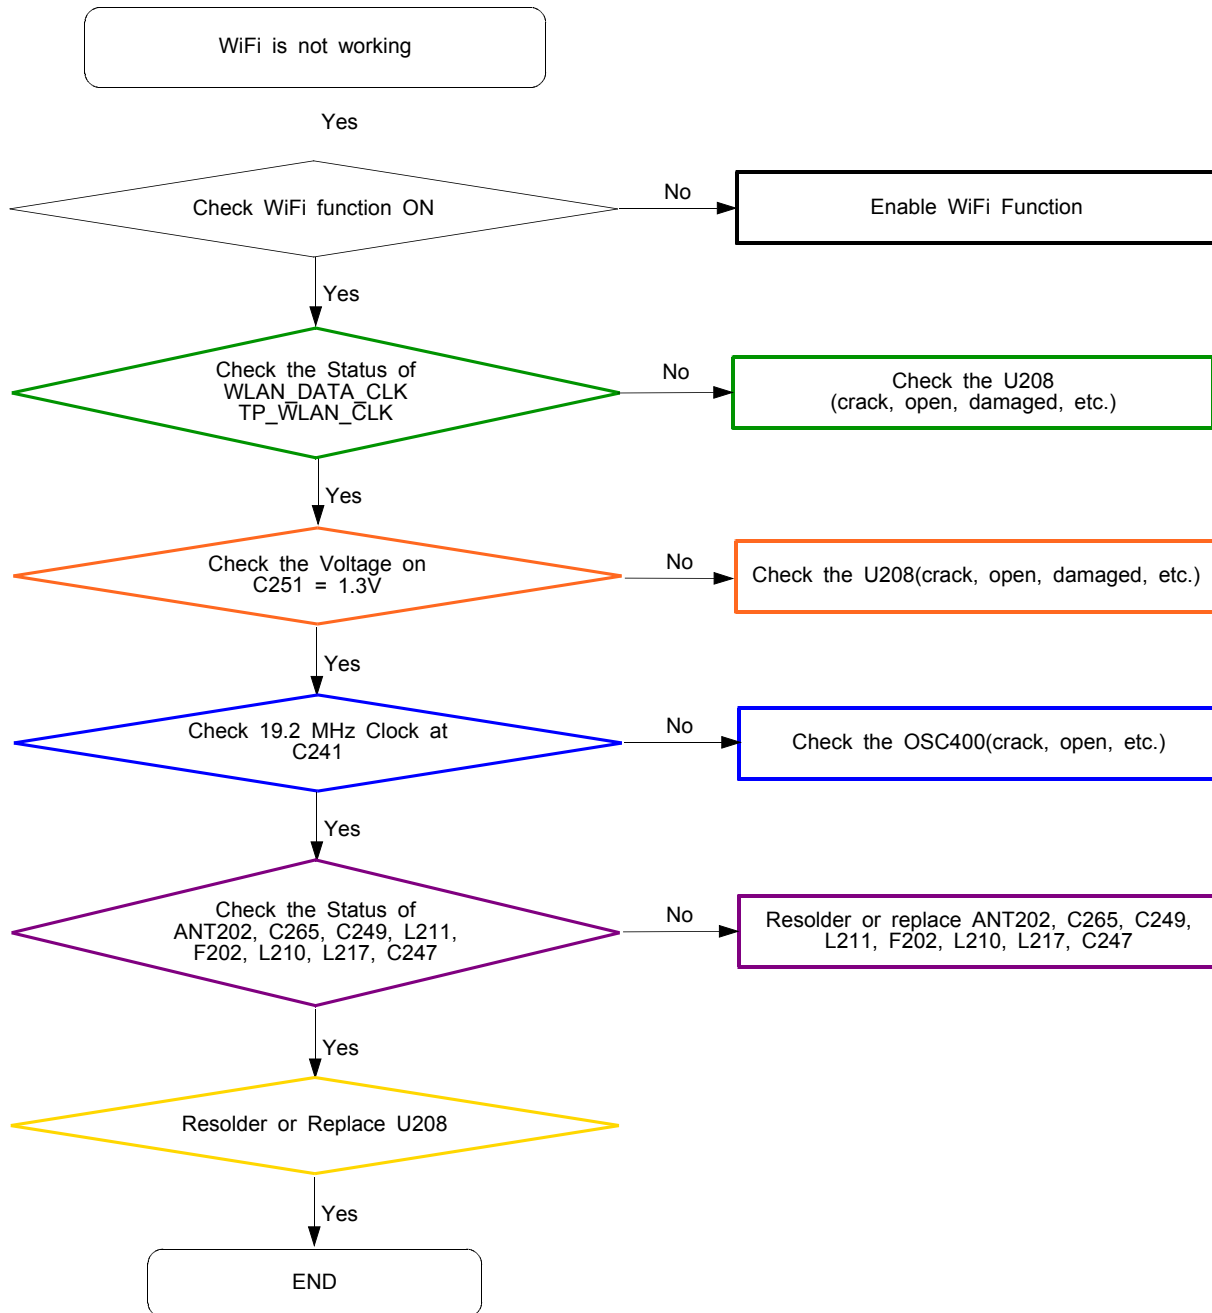 WiFi is not working
Yes
Check WiFi function ON
No
Enable WiFi Function
Yes
Check the Status of
WLAN_DATA_CLK
TP_WLAN_CLK
No
Check the U208
(crack, open, damaged, etc.)
Yes
Check the Voltage on
C251 = 1.3V
No
Check the U208(crack, open, damaged, etc.)
Yes
Check 19.2 MHz Clock at
C241
No
Check the OSC400(crack, open, etc.)
Yes
Check the Status of
ANT202, C265, C249, L211,
F202, L210, L217, C247
No
Resolder or replace ANT202, C265, C249,
L211, F202, L210, L217, C247
Yes
Resolder or Replace U208
Yes
END